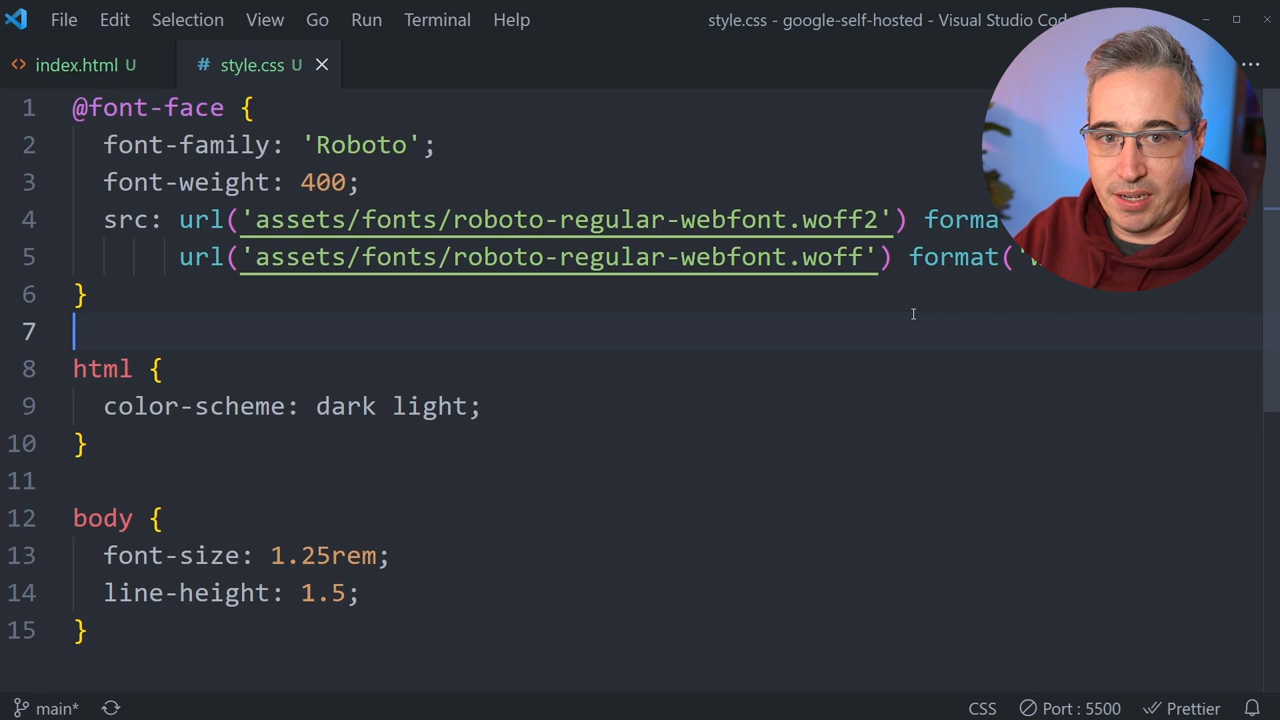 File Edit Selection View Go Run Terminal Help
style.css - google-self-hosted - Visual Studio
index.html U
# style.css U
1 @font-face {
2 font-family: 'Roboto';
3 font-weight: 400;
4 src: url('assets/fonts/roboto-regular-webfont.woff2')
5 url('assets/fonts/roboto-regular-webfont.woff') format('
6 }
7
8 html {
9 color-scheme: dark light;
10 }
11
12 body {
13 font-size: 1.25rem;
14 line-height: 1.5;
15 }
main*
CSS
Port : 5500
Prettier